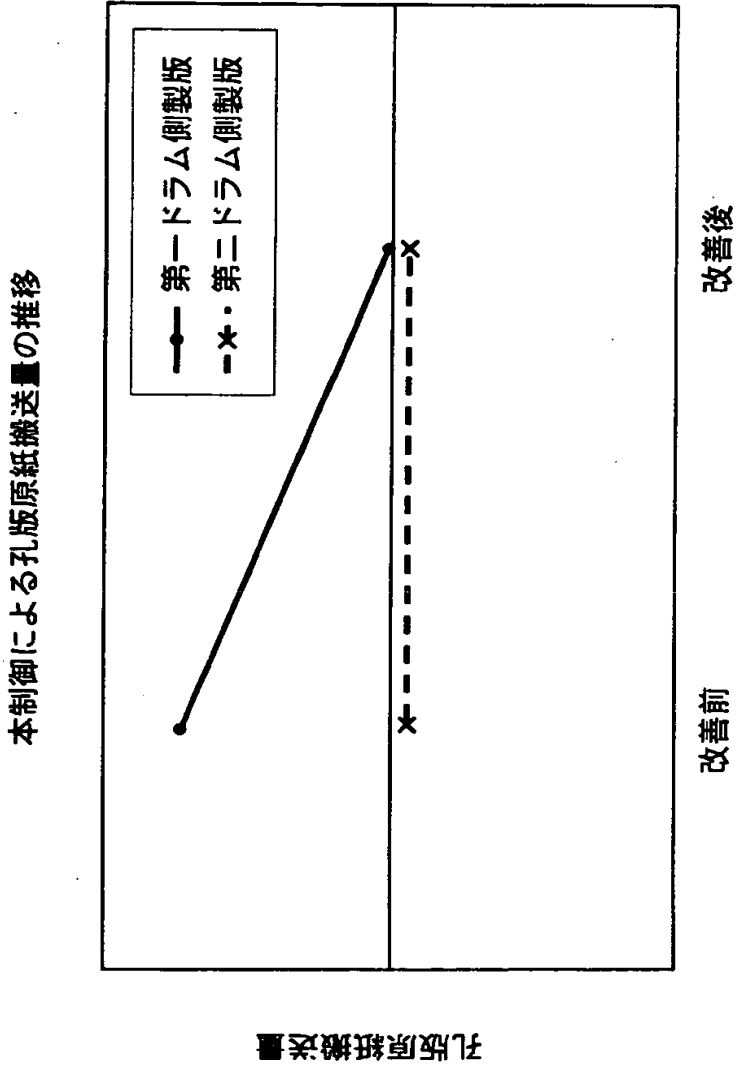 本制御による孔版原紙搬送量の推移
第一ドラム側製版
第二ドラム側製版
孔版原紙搬送量
改善前
改善後